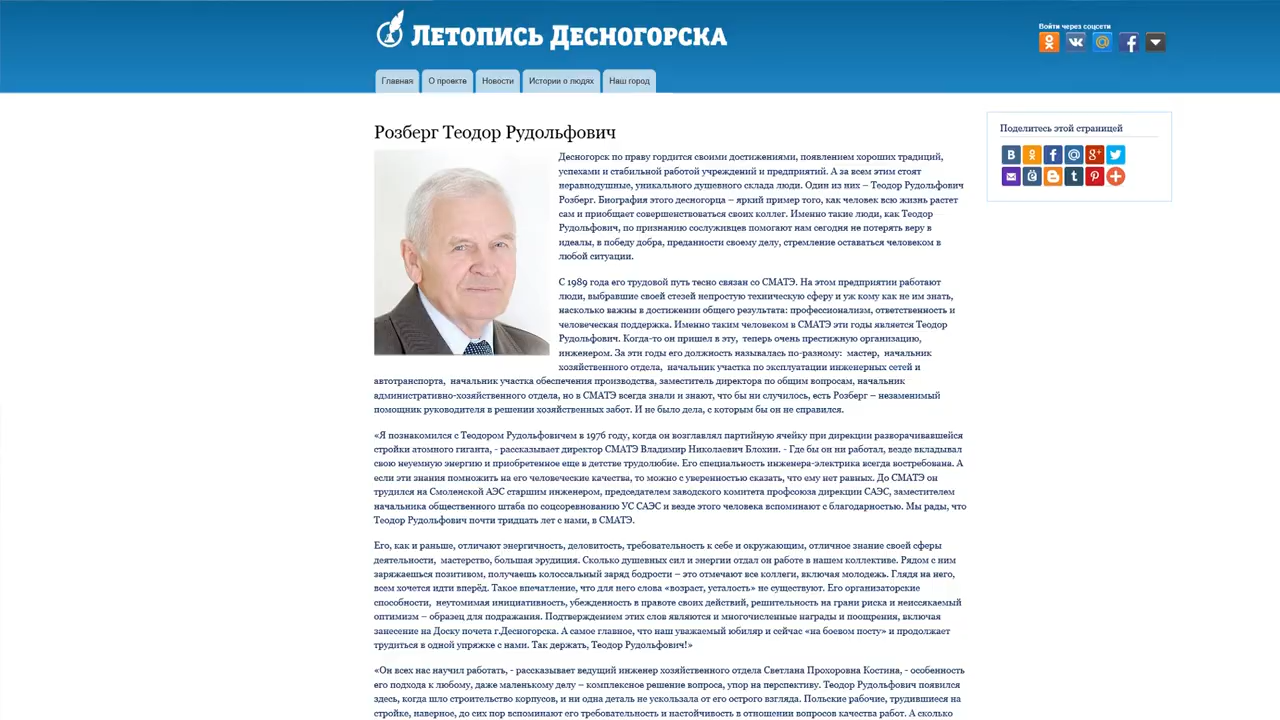 Летопись Десногорска
Войти через соцсети
Главная
О проекте
Новости
Истории о людях
Наш город
Розберг Теодор Рудольфович
Десногорск по праву гордится своими достижениями, появлением хороших традиций,
успехами и стабильной работой учреждений и предприятий. А за всем этим стоят
неравнодушные, уникального душевного склада люди. Один из них – Теодор Рудольфович
Розберг. Биография этого десногорца – яркий пример того, как человек всю жизнь растет
сам и приобщает совершенствоваться своих коллег. Именно такие люди, как Теодор
Рудольфович, по признанию сослуживцев помогают нам сегодня не потерять веру в
идеалы, в победу добра, преданности своему делу, стремление оставаться человеком в
любой ситуации.
С 1989 года его трудовой путь тесно связан со СМАТЭ. На этом предприятии работают
люди, выбравшие своей стезей непростую техническую сферу и уж кому как не им знать,
насколько важны в достижении общего результата: профессионализм, ответственность и
человеческая поддержка. Именно таким человеком в СМАТЭ эти годы является Теодор
Рудольфович. Когда-то он пришел в эту, теперь очень престижную организацию,
инженером. За эти годы его должность называлась по-разному: мастер, начальник
хозяйственного отдела, начальник участка по эксплуатации инженерных сетей и
автотранспорта, начальник участка обеспечения производства, заместитель директора по общим вопросам, начальник
административно-хозяйственного отдела, но в СМАТЭ всегда знали и знают, что бы ни случилось, есть Розберг – незаменимый
помощник руководителя в решении хозяйственных забот. И не было дела, с которым бы он не справился.
«Я познакомился с Теодором Рудольфовичем в 1976 году, когда он возглавлял партийную ячейку при дирекции разворачивавшейся
стройки атомного гиганта, - рассказывает директор СМАТЭ Владимир Николаевич Блохин. - Где бы он ни работал, везде вкладывал
свою неуемную энергию и приобретенное еще в детстве трудолюбие. Его специальность инженера-электрика всегда востребована. А
если эти знания помножить на его человеческие качества, то можно с уверенностью сказать, что ему нет равных. До СМАТЭ он
трудился на Смоленской АЭС старшим инженером, председателем заводского комитета профсоюза дирекции САЭС, заместителем
начальника общественного штаба по соцсоревнованию УС САЭС и везде этого человека вспоминают с благодарностью. Мы рады, что
Теодор Рудольфович почти тридцать лет с нами, в СМАТЭ.
Его, как и раньше, отличают энергичность, деловитость, требовательность к себе и окружающим, отличное знание своей сферы
деятельности, мастерство, большая эрудиция. Сколько душевных сил и энергии отдал он работе в нашем коллективе. Рядом с ним
заряжаешься позитивом, получаешь колоссальный заряд бодрости – это отмечают все коллеги, включая молодежь. Глядя на него,
всем хочется идти вперёд. Такое впечатление, что для него слова «возраст, усталость» не существуют. Его организаторские
способности, неутомимая инициативность, убежденность в правоте своих действий, решительность на грани риска и неиссякаемый
оптимизм – образец для подражания. Подтверждением этих слов являются и многочисленные награды и поощрения, включая
занесение на Доску почета г.Десногорска. А самое главное, что наш уважаемый юбиляр и сейчас «на боевом посту» и продолжает
трудиться в одной упряжке с нами. Так держать, Теодор Рудольфович!»
«Он всех нас научил работать, - рассказывает ведущий инженер хозяйственного отдела Светлана Прохоровна Костина, - особенность
его подхода к любому, даже маленькому делу – комплексное решение вопроса, упор на перспективу. Теодор Рудольфович появился
здесь, когда шло строительство корпусов, и ни одна деталь не ускользала от его острого взгляда. Польские рабочие, трудившиеся на
стройке, наверное, до сих пор вспоминают его требовательность и настойчивость в отношении вопросов качества работ. А сколько
Поделитесь этой страницей